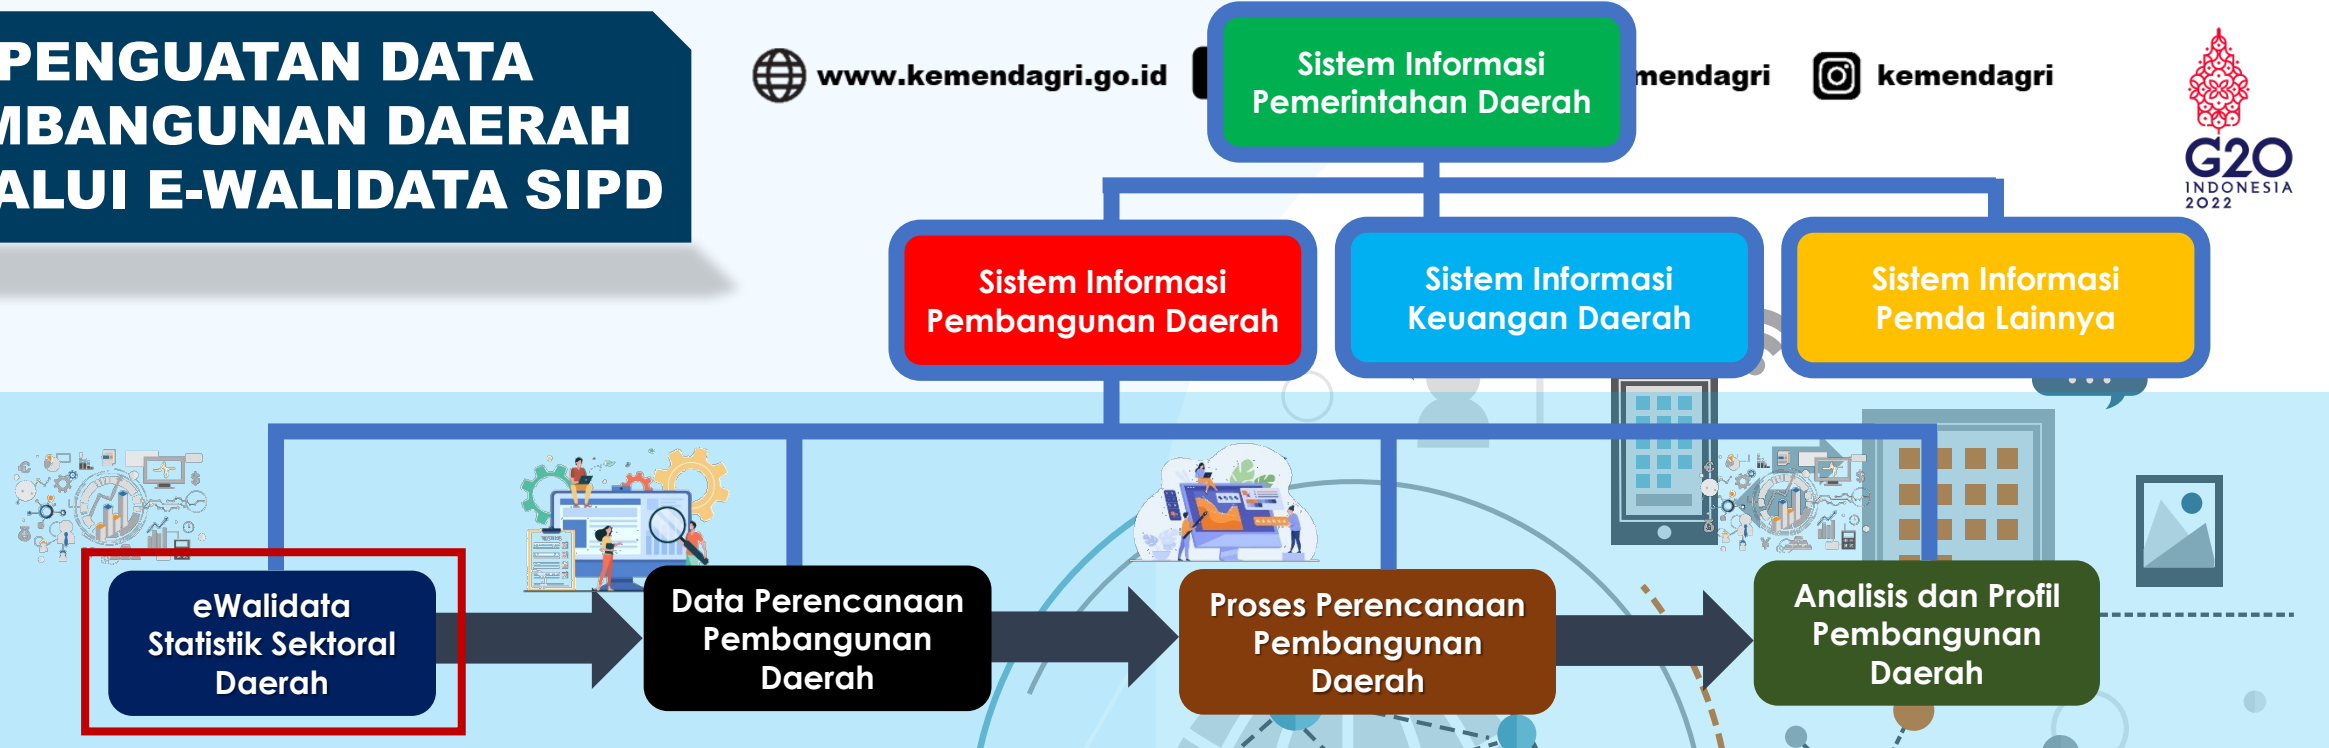 PENGUATAN DATA
MBANGUNAN DAERAH
ALUI E-WALIDATA SIPD
www.kemendagri.go.id
mendagri
kemendagri
G20
INDONESIA
2022
Sistem Informasi
Pemerintahan Daerah
Sistem Informasi
Pembangunan Daerah
Sistem Informasi
Keuangan Daerah
Sistem Informasi
Pemda Lainnya
eWalidata
Statistik Sektoral
Daerah
Data Perencanaan
Pembangunan
Daerah
Proses Perencanaan
Pembangunan
Daerah
Analisis dan Profil
Pembangunan
Daerah